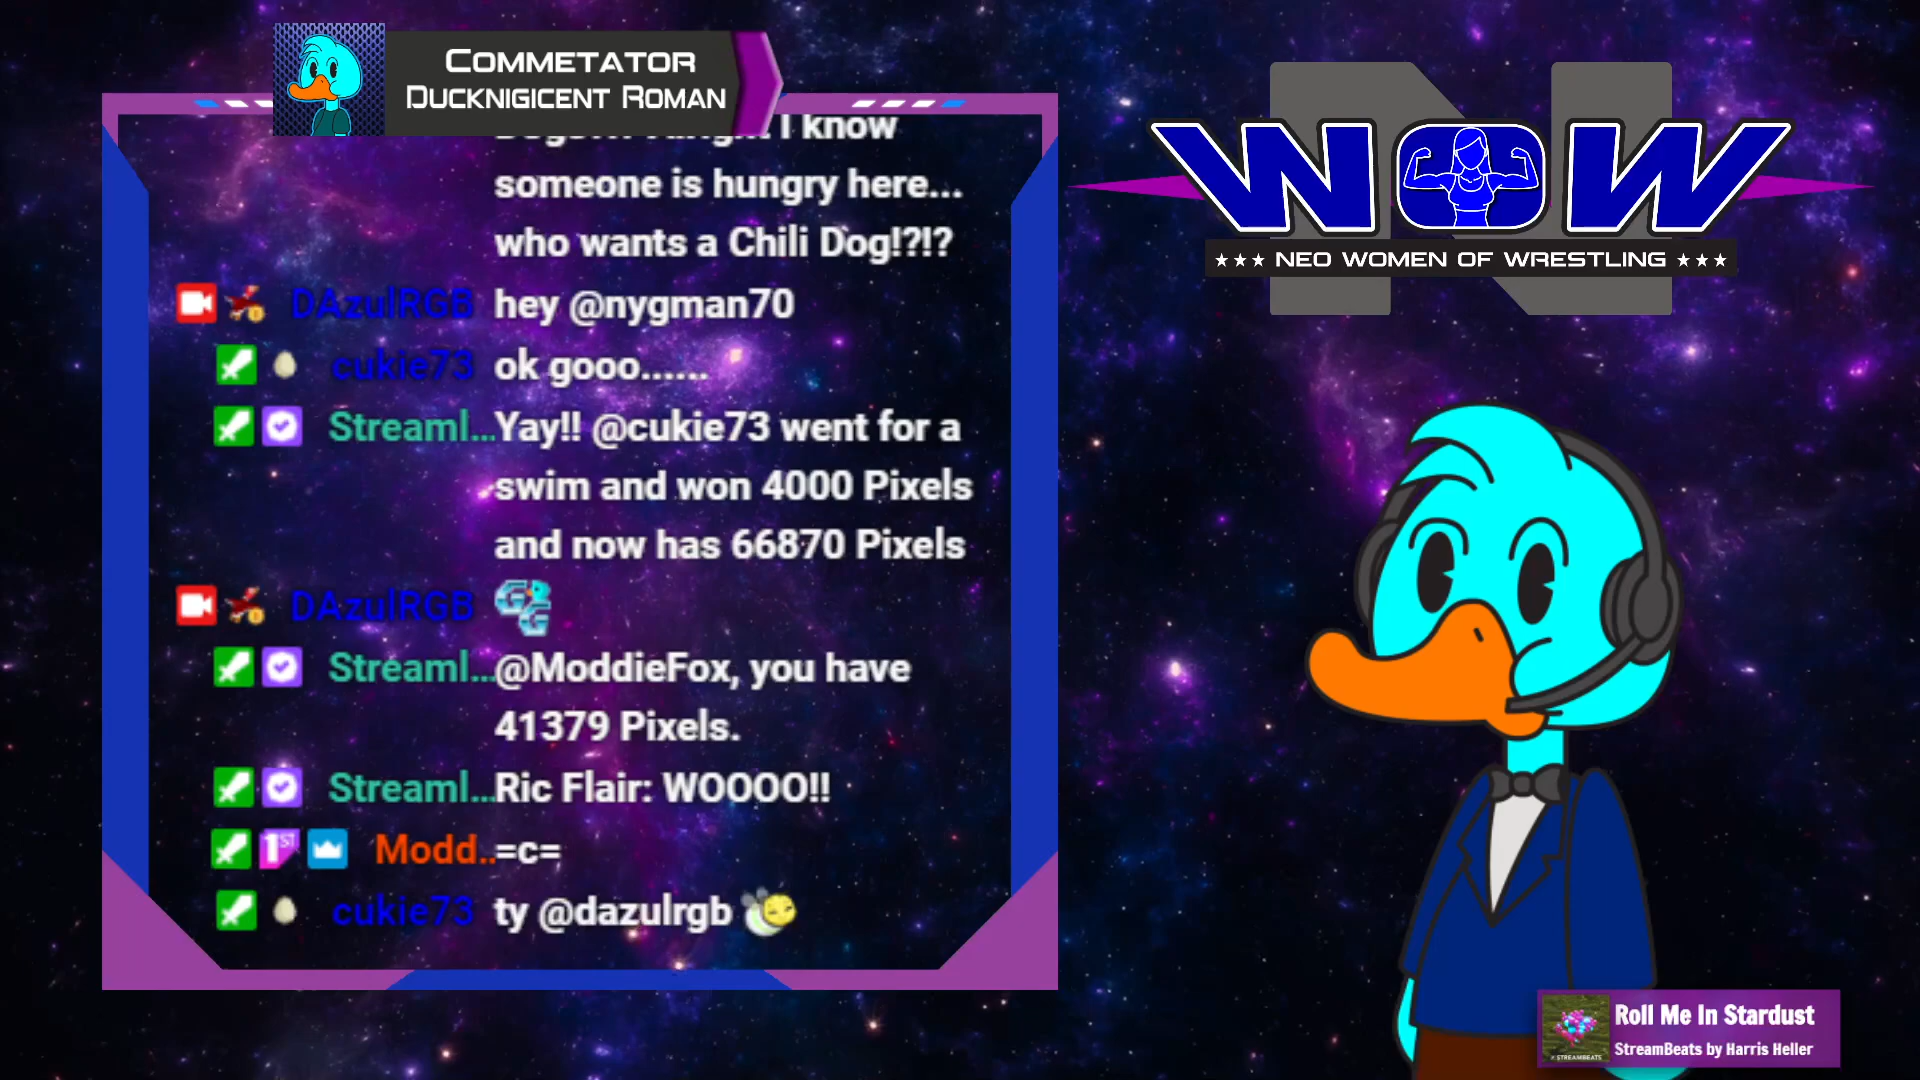 COMMETATOR
DUCKNIGICENT ROMAN
I know
someone is hungry here...
who wants a Chili Dog!?!?
DAzulRGB hey @nygman70
cukie73 ok gooo......
Streaml... Yay!! @cukie73 went for a
swim and won 4000 Pixels
and now has 66870 Pixels
DAzulRGB GGG
Streaml... @ModdieFox, you have
41379 Pixels.
Streaml... Ric Flair: WOOOO!!
1ST Modd.. =c=
cukie73 ty @dazulrgb
N
WOW
★★★ NEO WOMEN OF WRESTLING ★★★
Roll Me In Stardust
StreamBeats by Harris Heller
STREAMBEATS